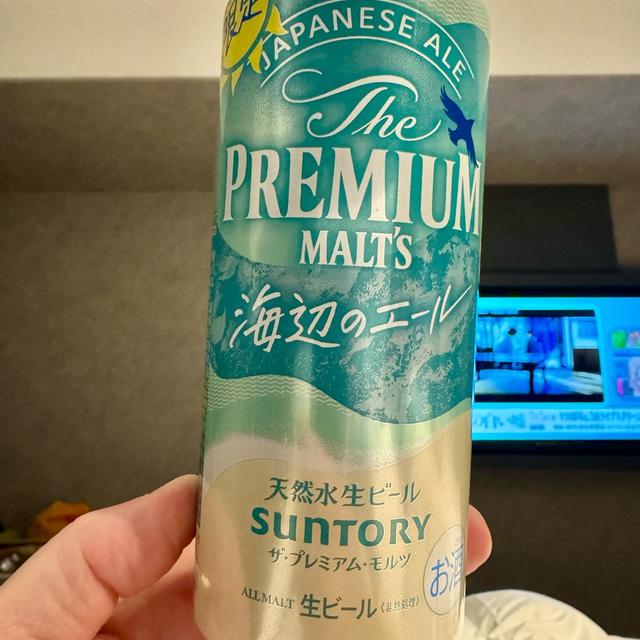 限定
JAPANESE ALE
The
PREMIUM
MALT'S
海辺のエール
天然水生ビール
SUNTORY
ザ・プレミアム・モルツ
ALL MALT 生ビール（非熱処理）
お酒